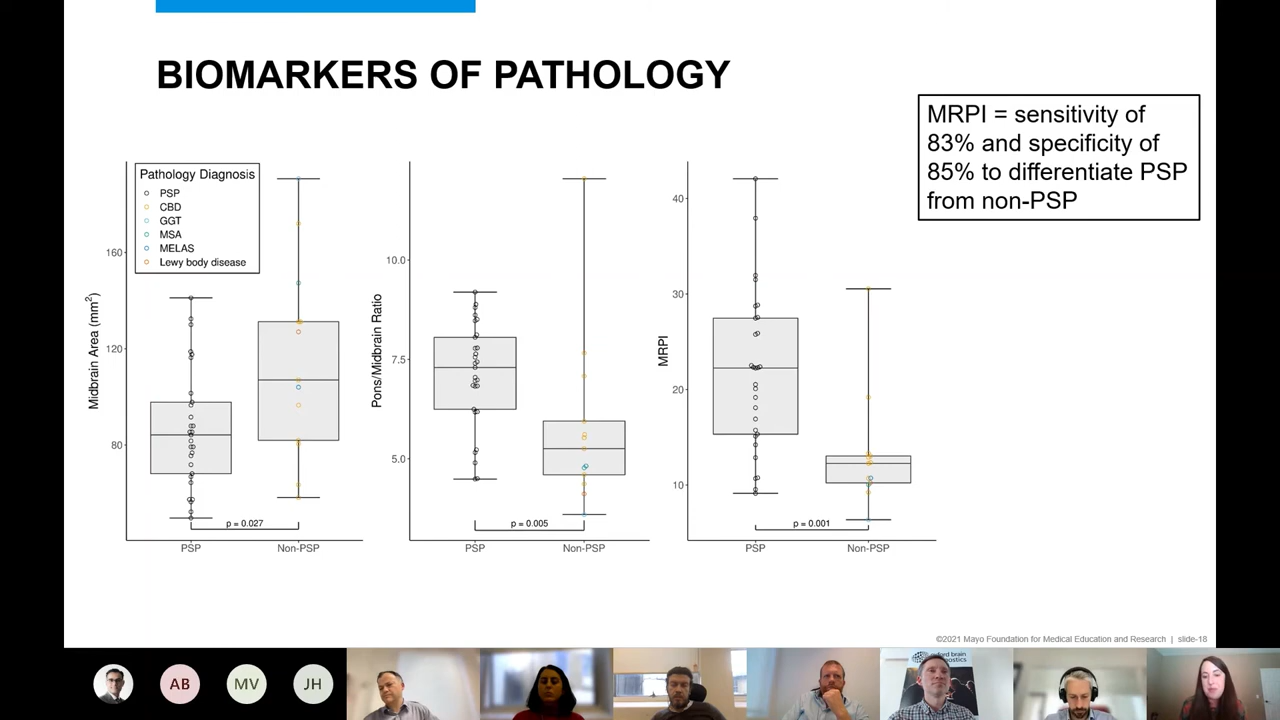 BIOMARKERS OF PATHOLOGY
MRPI = sensitivity of
83% and specificity of
85% to differentiate PSP
from non-PSP
Pathology Diagnosis
PSP
CBD
GGT
MSA
MELAS
Lewy body disease
Midbrain Area (mm²)
160
120
80
p = 0.027
PSP
Non-PSP
Pons/Midbrain Ratio
10.0
7.5
5.0
p = 0.005
PSP
Non-PSP
MRPI
40
30
20
10
p = 0.001
PSP
Non-PSP
©2021 Mayo Foundation for Medical Education and Research | slide-18
AB
MV
JH